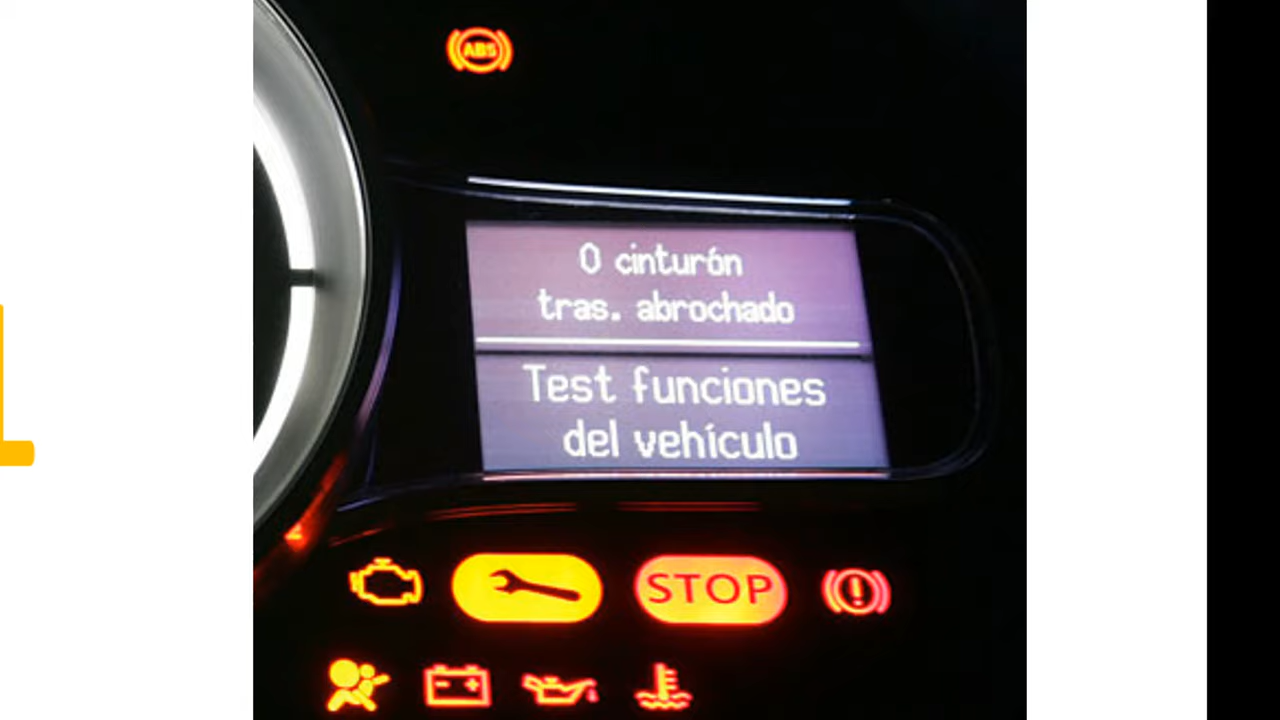 ABS
0 cinturón
tras. abrochado
Test funciones
del vehículo
STOP